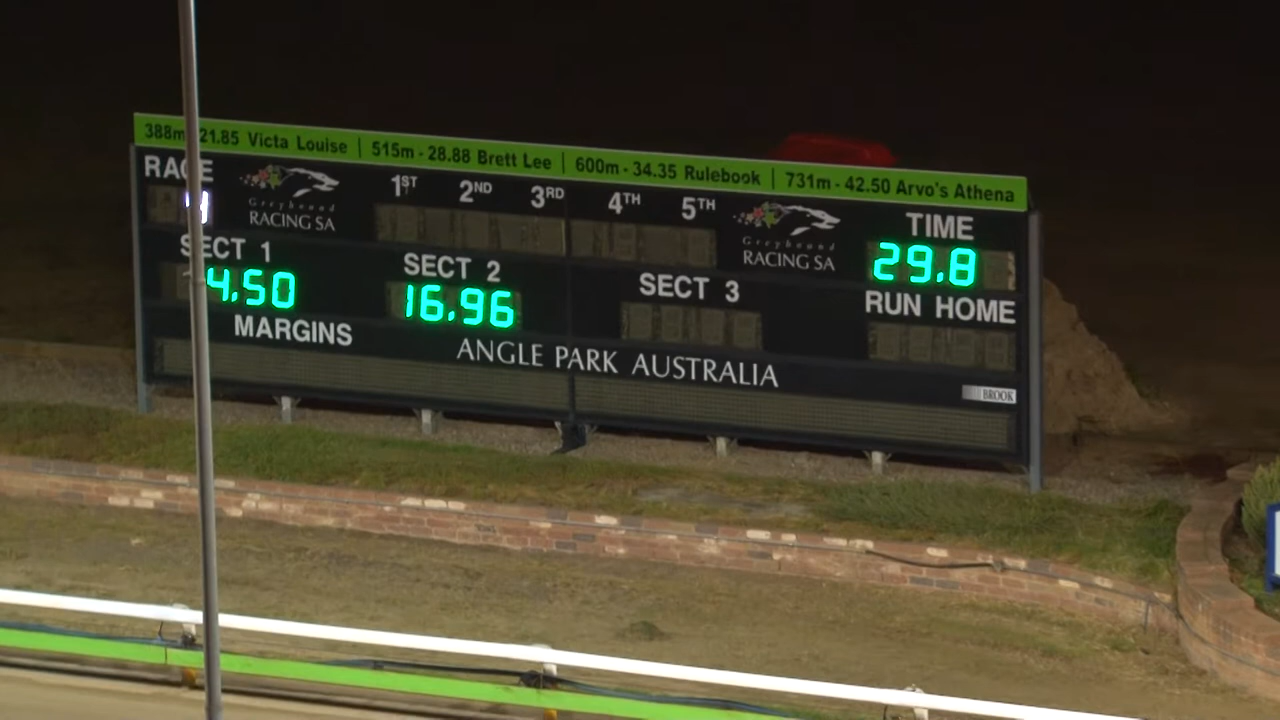 388m 21.85 Victa Louise | 515m - 28.88 Brett Lee | 600m - 34.35 Rulebook | 731m - 42.50 Arvo's Athena
RACE 1ST 2ND 3RD 4TH 5TH TIME
4
Greyhound
RACING SA
Greyhound
RACING SA
29.8
SECT 1 SECT 2 SECT 3 RUN HOME
4.50 16.96
MARGINS
ANGLE PARK AUSTRALIA
BROOK